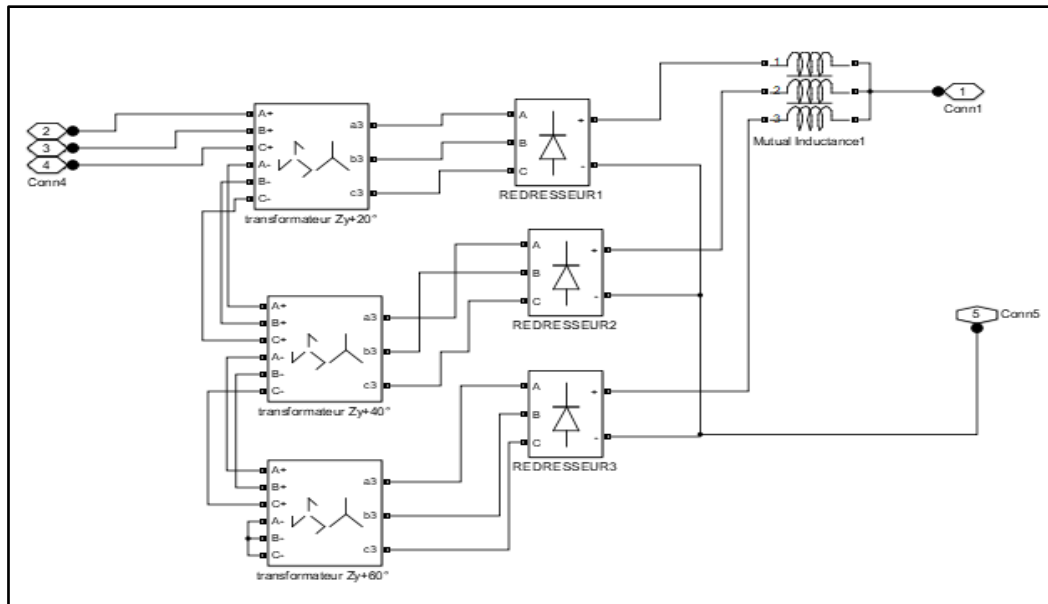 2
3
4
Conn4
A+
B+
C+
A-
B-
C-
a3
b3
c3
transformateur Zy+20°
A
B
C
+
-
REDRESSEUR1
1
2
3
Mutual Inductance1
1
Conn1
A+
B+
C+
A-
B-
C-
a3
b3
c3
transformateur Zy+40°
A
B
C
+
-
REDRESSEUR2
5
Conn5
A+
B+
C+
A-
B-
C-
a3
b3
c3
transformateur Zy+60°
A
B
C
+
-
REDRESSEUR3